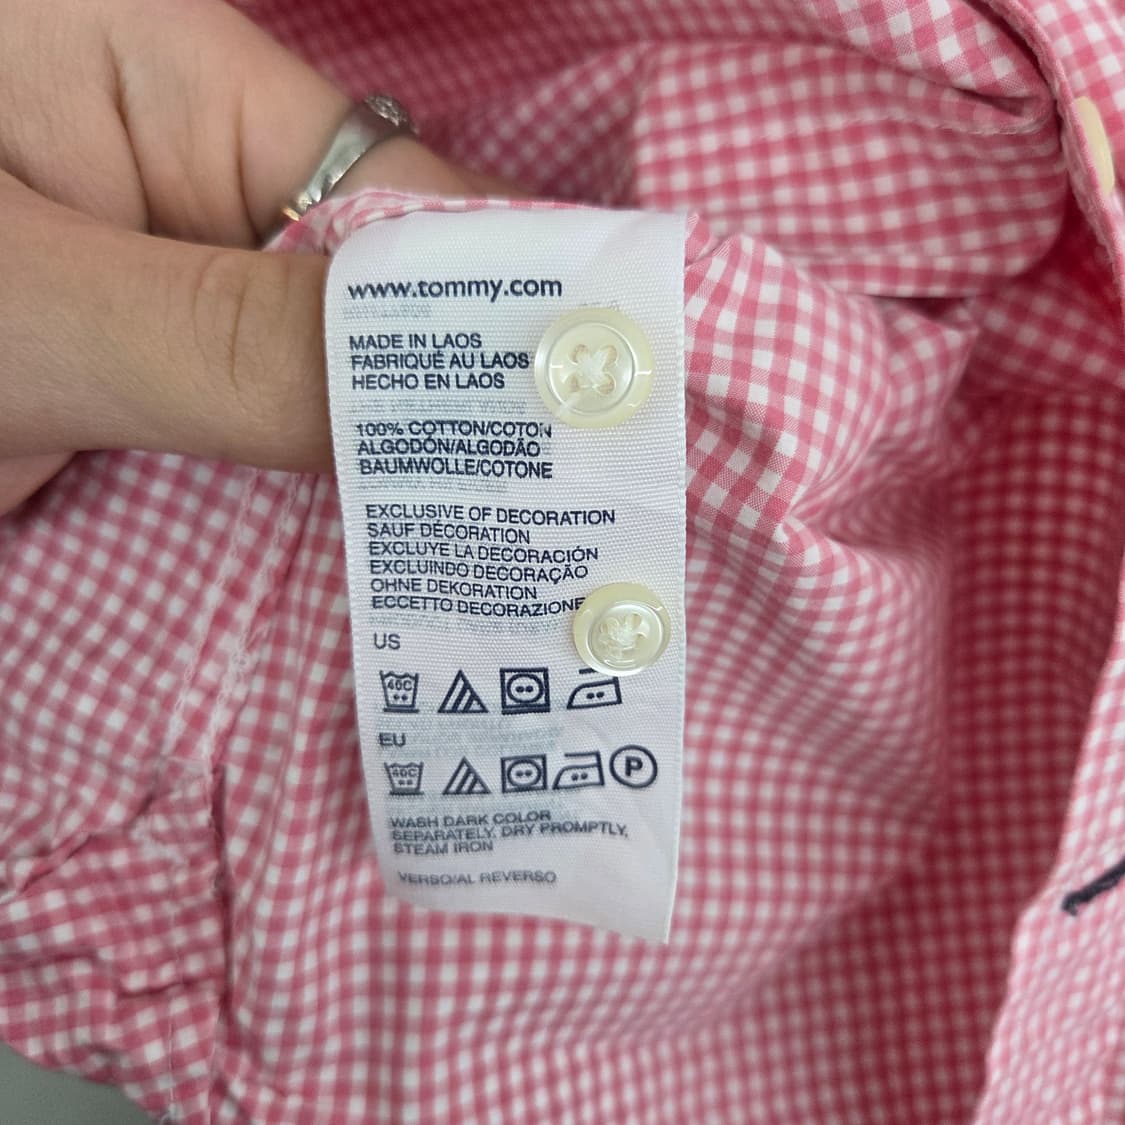 www.tommy.com
MADE IN LAOS
FABRIQUÉ AU LAOS
HECHO EN LAOS
100% COTTON/COTON
ALGODÓN/ALGODÃO
BAUMWOLLE/COTONE
EXCLUSIVE OF DECORATION
SAUF DÉCORATION
EXCLUYE LA DECORACIÓN
EXCLUINDO DECORAÇÃO
OHNE DEKORATION
ECCETTO DECORAZIONE
US
40C
EU
40C P
WASH DARK COLOR
SEPARATELY, DRY PROMPTLY,
STEAM IRON
VERSO/AL REVERSO